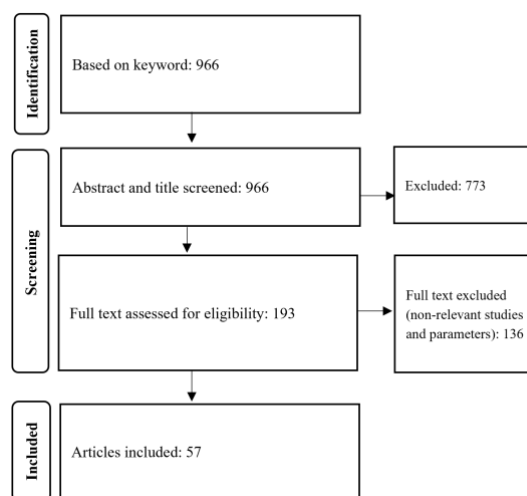 Identification
Based on keyword: 966
Screening
Abstract and title screened: 966
Excluded: 773
Full text assessed for eligibility: 193
Full text excluded
(non-relevant studies
and parameters): 136
Included
Articles included: 57